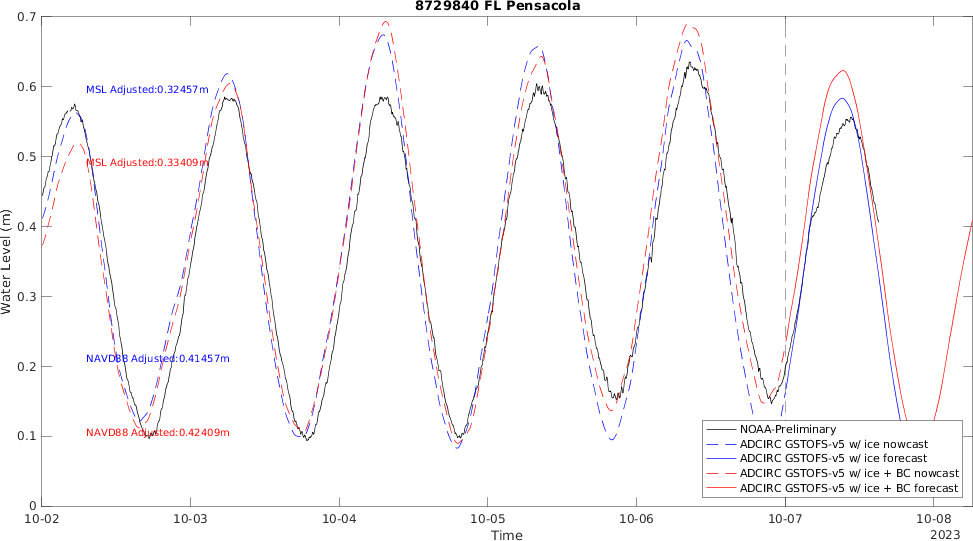 8729840 FL Pensacola
0.7
0.6
0.5
0.4
0.3
0.2
0.1
0
Water Level (m)
MSL Adjusted:0.32457m
MSL Adjusted:0.33409m
NAVD88 Adjusted:0.41457m
NAVD88 Adjusted:0.42409m
NOAA-Preliminary
ADCIRC GSTOFS-v5 w/ ice nowcast
ADCIRC GSTOFS-v5 w/ ice forecast
ADCIRC GSTOFS-v5 w/ ice + BC nowcast
ADCIRC GSTOFS-v5 w/ ice + BC forecast
10-02 10-03 10-04 10-05 10-06 10-07 10-08
Time
2023